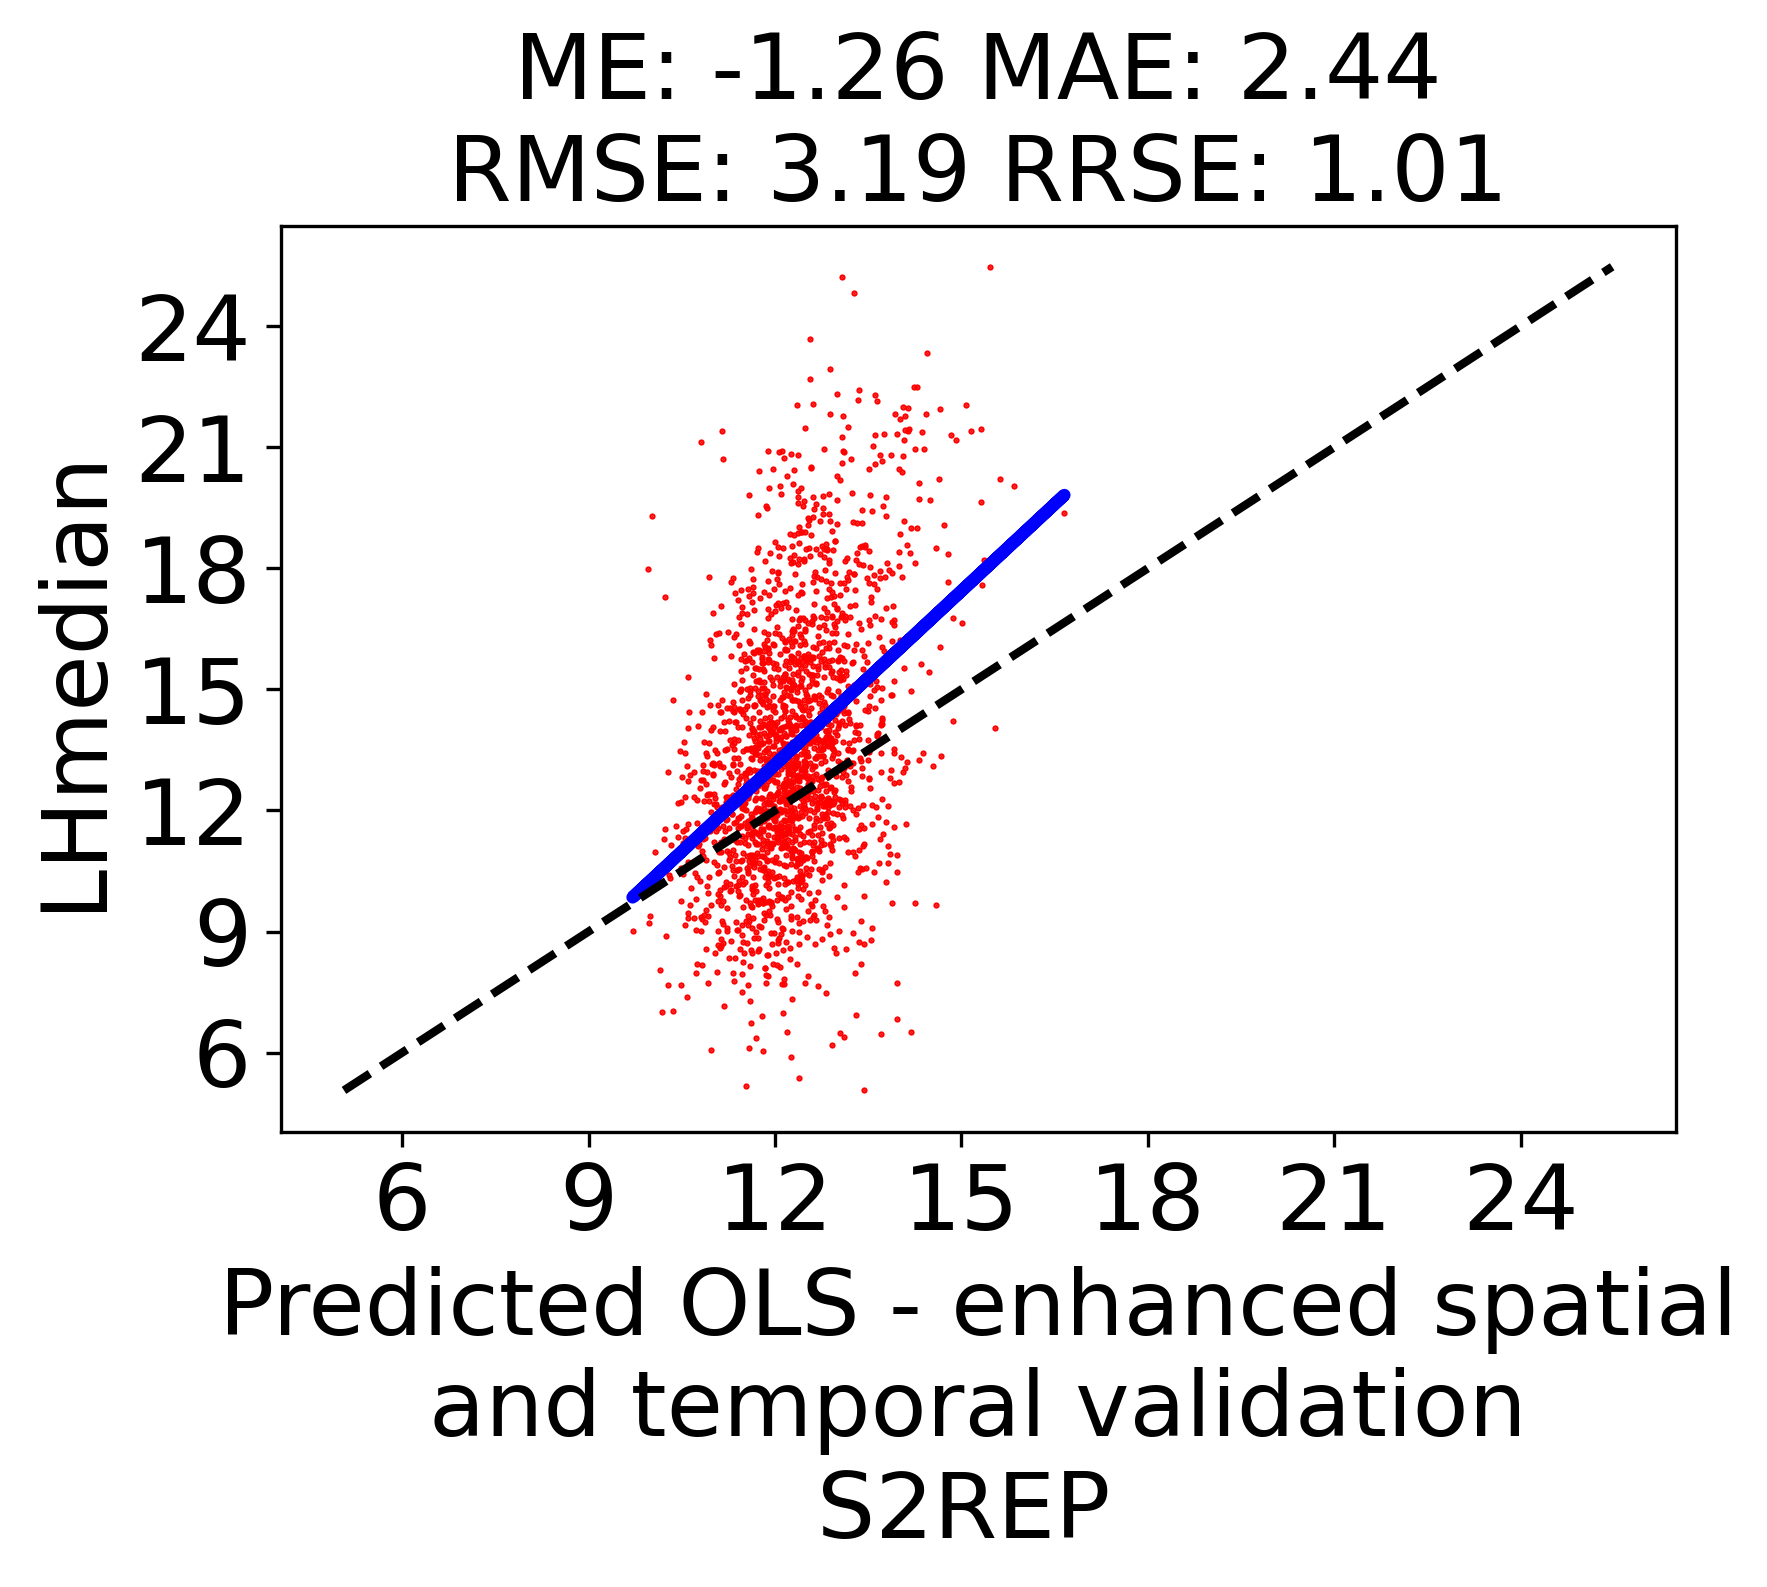 ME: -1.26 MAE: 2.44
RMSE: 3.19 RRSE: 1.01
LHmedian
24
21
18
15
12
9
6
6 9 12 15 18 21 24
Predicted OLS - enhanced spatial
and temporal validation
S2REP